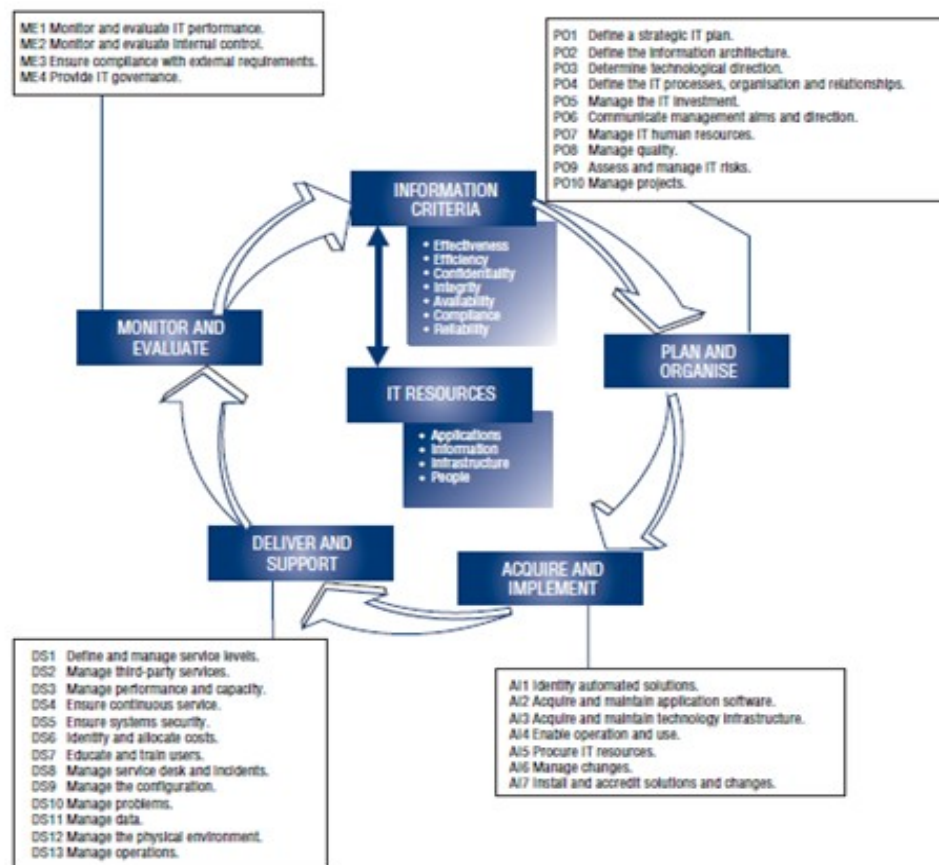 ME1 Monitor and evaluate IT performance.
ME2 Monitor and evaluate internal control.
ME3 Ensure compliance with external requirements.
ME4 Provide IT governance.
PO1 Define a strategic IT plan.
PO2 Define the information architecture.
PO3 Determine technological direction.
PO4 Define the IT processes, organisation and relationships.
PO5 Manage the IT investment.
PO6 Communicate management aims and direction.
PO7 Manage IT human resources.
PO8 Manage quality.
PO9 Assess and manage IT risks.
PO10 Manage projects.
INFORMATION
CRITERIA
• Effectiveness
• Efficiency
• Confidentiality
• Integrity
• Availability
• Compliance
• Reliability
MONITOR AND
EVALUATE
PLAN AND
ORGANISE
IT RESOURCES
• Applications
• Information
• Infrastructure
• People
DELIVER AND
SUPPORT
ACQUIRE AND
IMPLEMENT
DS1 Define and manage service levels.
DS2 Manage third-party services.
DS3 Manage performance and capacity.
DS4 Ensure continuous service.
DS5 Ensure systems security.
DS6 Identify and allocate costs.
DS7 Educate and train users.
DS8 Manage service desk and incidents.
DS9 Manage the configuration.
DS10 Manage problems.
DS11 Manage data.
DS12 Manage the physical environment.
DS13 Manage operations.
AI1 Identify automated solutions.
AI2 Acquire and maintain application software.
AI3 Acquire and maintain technology infrastructure.
AI4 Enable operation and use.
AI5 Procure IT resources.
AI6 Manage changes.
AI7 Install and accredit solutions and changes.